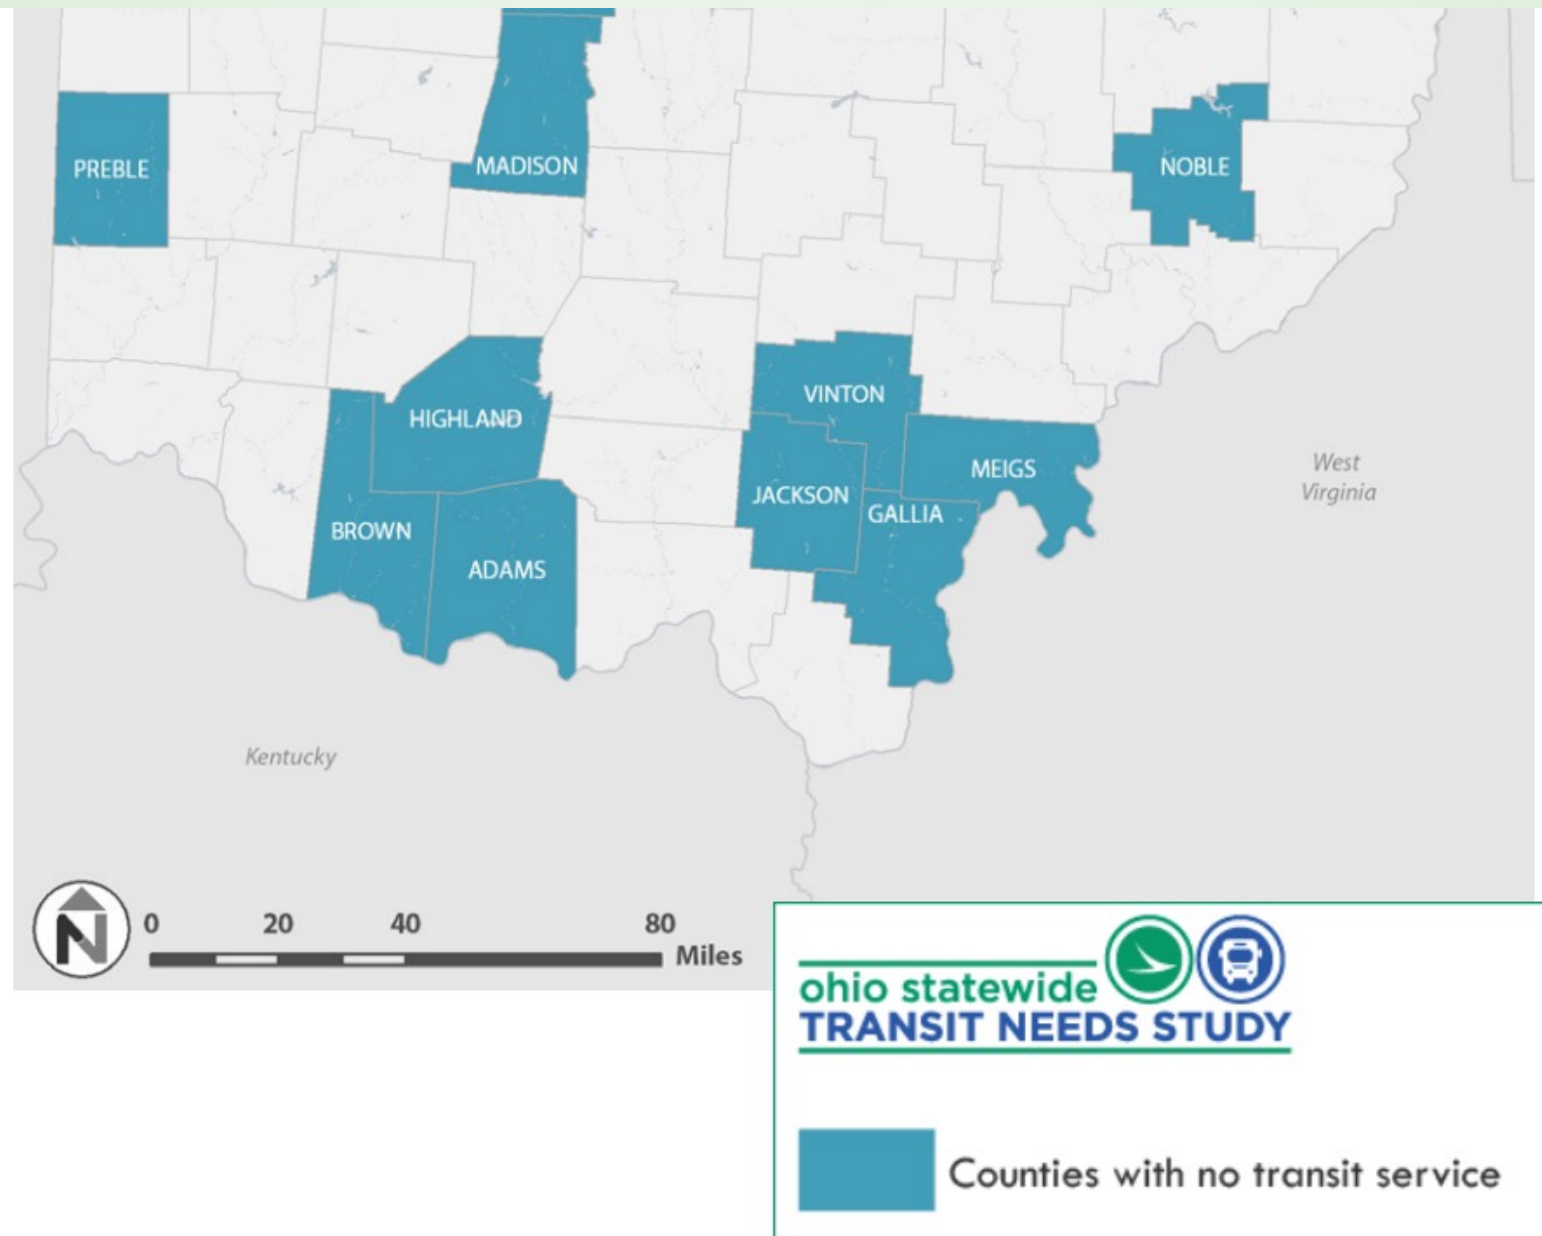 PREBLE
MADISON
NOBLE
VINTON
HIGHLAND
MEIGS
West
Virginia
JACKSON
GALLIA
BROWN
ADAMS
Kentucky
N
0 20 40 80
Miles
ohio statewide
TRANSIT NEEDS STUDY
Counties with no transit service